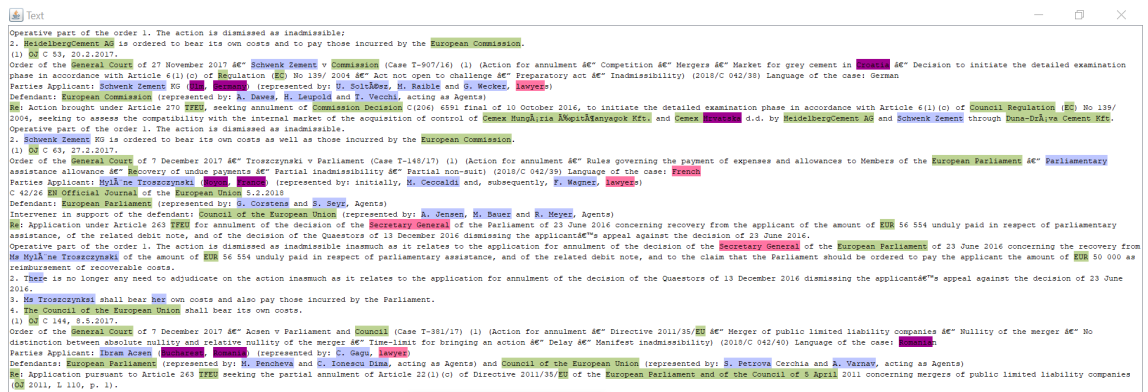 Text
Operative part of the order 1. The action is dismissed as inadmissible;
2. HeidelbergCement AG is ordered to bear its own costs and to pay those incurred by the European Commission.
(1) OJ C 53, 20.2.2017.
Order of the General Court of 27 November 2017 â€" Schwenk Zement v Commission (Case T-907/16) (1) (Action for annulment â€" Competition â€" Mergers â€" Market for grey cement in Croatia â€" Decision to initiate the detailed examination
phase in accordance with Article 6(1)(c) of Regulation (EC) No 139/ 2004 â€" Act not open to challenge â€" Preparatory act â€" Inadmissibility) (2018/C 042/38) Language of the case: German
Parties Applicant: Schwenk Zement KG (Ulm, Germany) (represented by: U. SoltÃ©sz, M. Raible and G. Wecker, lawyers)
Defendant: European Commission (represented by: A. Dawes, H. Leupold and T. Vecchi, acting as Agents)
Re: Action brought under Article 270 TFEU, seeking annulment of Commission Decision C(206) 6591 final of 10 October 2016, to initiate the detailed examination phase in accordance with Article 6(1)(c) of Council Regulation (EC) No 139/
2004, seeking to assess the compatibility with the internal market of the acquisition of control of Cemex HungÃ¡ria Ã‰pitÅ‘anyagok Kft. and Cemex Hrvatska d.d. by HeidelbergCement AG and Schwenk Zement through Duna-DrÃ¡va Cement Kft.
Operative part of the order 1. The action is dismissed as inadmissible.
2. Schwenk Zement KG is ordered to bear its own costs as well as those incurred by the European Commission.
(1) OJ C 63, 27.2.2017.
Order of the General Court of 7 December 2017 â€" Troszczynski v Parliament (Case T-148/17) (1) (Action for annulment â€" Rules governing the payment of expenses and allowances to Members of the European Parliament â€" Parliamentary
assistance allowance â€" Recovery of undue payments â€" Partial inadmissibility â€" Partial non-suit) (2018/C 042/39) Language of the case: French
Parties Applicant: MylÃ¨ne Troszczynski (Noyon, France) (represented by: initially, M. Ceccaldi and, subsequently, F. Wagner, lawyers)
C 42/26 EN Official Journal of the European Union 5.2.2018
Defendant: European Parliament (represented by: G. Corstens and S. Seyr, Agents)
Intervener in support of the defendant: Council of the European Union (represented by: A. Jensen, M. Bauer and R. Meyer, Agents)
Re: Application under Article 263 TFEU for annulment of the decision of the Secretary General of the Parliament of 23 June 2016 concerning recovery from the applicant of the amount of EUR 56 554 unduly paid in respect of parliamentary
assistance, of the related debit note, and of the decision of the Quaestors of 13 December 2016 dismissing the applicantâ€™s appeal against the decision of 23 June 2016.
Operative part of the order 1. The action is dismissed as inadmissible inasmuch as it relates to the application for annulment of the decision of the Secretary General of the European Parliament of 23 June 2016 concerning the recovery from
Ms MylÃ¨ne Troszczynski of the amount of EUR 56 554 unduly paid in respect of parliamentary assistance, and of the related debit note, and to the claim that the Parliament should be ordered to pay the applicant the amount of EUR 50 000 as
reimbursement of recoverable costs.
2. There is no longer any need to adjudicate on the action inasmuch as it relates to the application for annulment of the decision of the Quaestors of 13 December 2016 dismissing the applicantâ€™s appeal against the decision of 23 June
2016.
3. Ms Troszczynksi shall bear her own costs and also pay those incurred by the Parliament.
4. The Council of the European Union shall bear its own costs.
(1) OJ C 144, 8.5.2017.
Order of the General Court of 7 December 2017 â€" Acsen v Parliament and Council (Case T-381/17) (1) (Action for annulment â€" Directive 2011/35/EU â€" Merger of public limited liability companies â€" Nullity of the merger â€" No
distinction between absolute nullity and relative nullity of the merger â€" Time-limit for bringing an action â€" Delay â€" Manifest inadmissibility) (2018/C 042/40) Language of the case: Romanian
Parties Applicant: Ibram Acsen (Bucharest, Romania) (represented by: C. Gagu, lawyer)
Defendants: European Parliament (represented by: M. Pencheva and C. Ionescu Dima, acting as Agents) and Council of the European Union (represented by: S. Petrova Cerchia and A. Varnav, acting as Agents)
Re: Application pursuant to Article 263 TFEU seeking the partial annulment of Article 22(1)(c) of Directive 2011/35/EU of the European Parliament and of the Council of 5 April 2011 concerning mergers of public limited liability companies
(OJ 2011, L 110, p. 1).